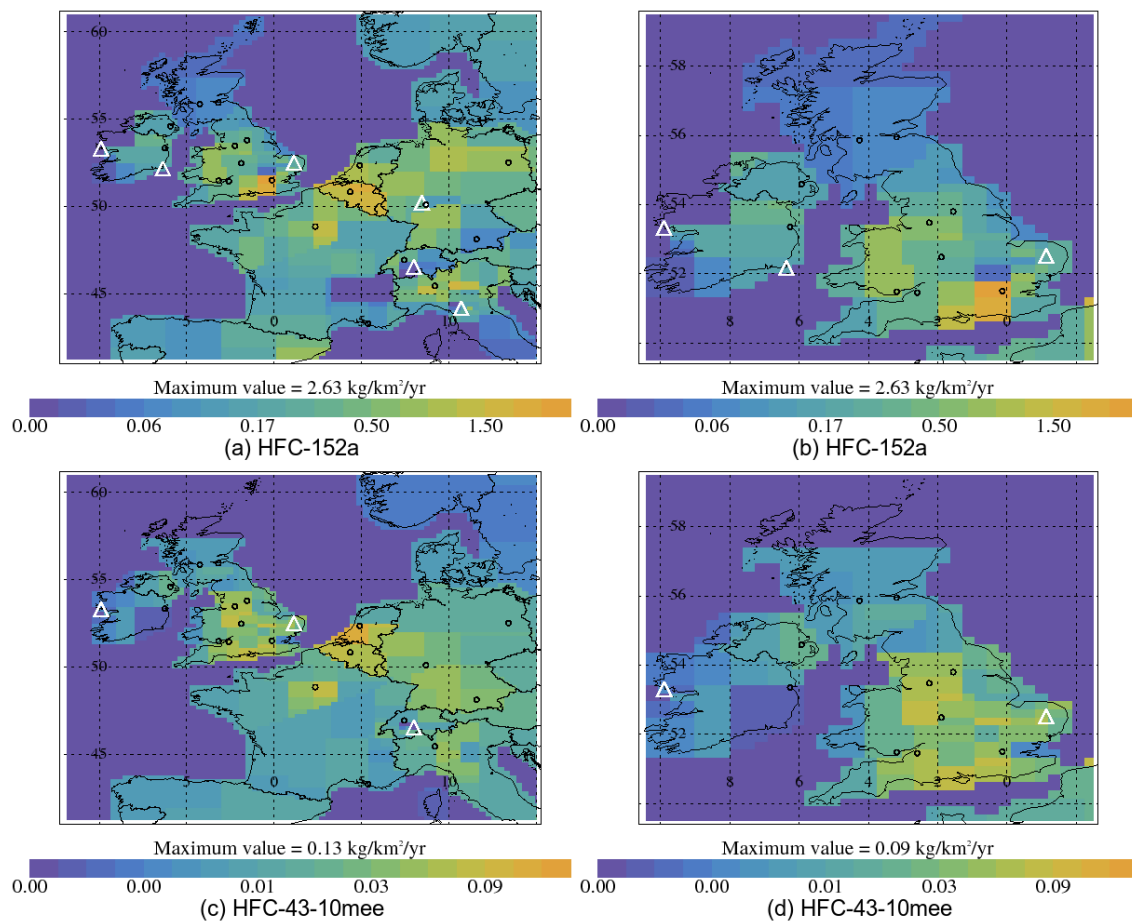 60
55
50
45
0 5 10
Maximum value = 2.63 kg/km²/yr
0.00 0.06 0.17 0.50 1.50
(a) HFC-152a
58
56
54
52
8 6 4 2 0
Maximum value = 2.63 kg/km²/yr
0.00 0.06 0.17 0.50 1.50
(b) HFC-152a
60
55
50
45
0 5 10
Maximum value = 0.13 kg/km²/yr
0.00 0.00 0.01 0.03 0.09
(c) HFC-43-10mee
58
56
54
52
8 6 4 2 0
Maximum value = 0.09 kg/km²/yr
0.00 0.00 0.01 0.03 0.09
(d) HFC-43-10mee